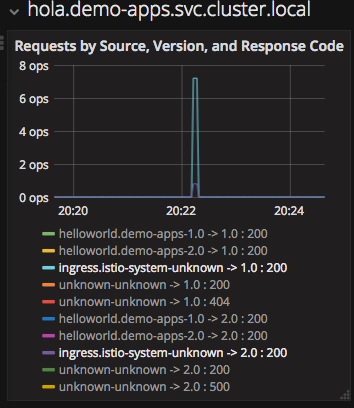 hola.demo-apps.svc.cluster.local
Requests by Source, Version, and Response Code
8 ops
6 ops
4 ops
2 ops
0 ops
20:20 20:22 20:24
helloworld.demo-apps-1.0 -> 1.0 : 200
helloworld.demo-apps-2.0 -> 1.0 : 200
ingress.istio-system-unknown -> 1.0 : 200
unknown-unknown -> 1.0 : 200
unknown-unknown -> 1.0 : 404
helloworld.demo-apps-1.0 -> 2.0 : 200
helloworld.demo-apps-2.0 -> 2.0 : 200
ingress.istio-system-unknown -> 2.0 : 200
unknown-unknown -> 2.0 : 200
unknown-unknown -> 2.0 : 500